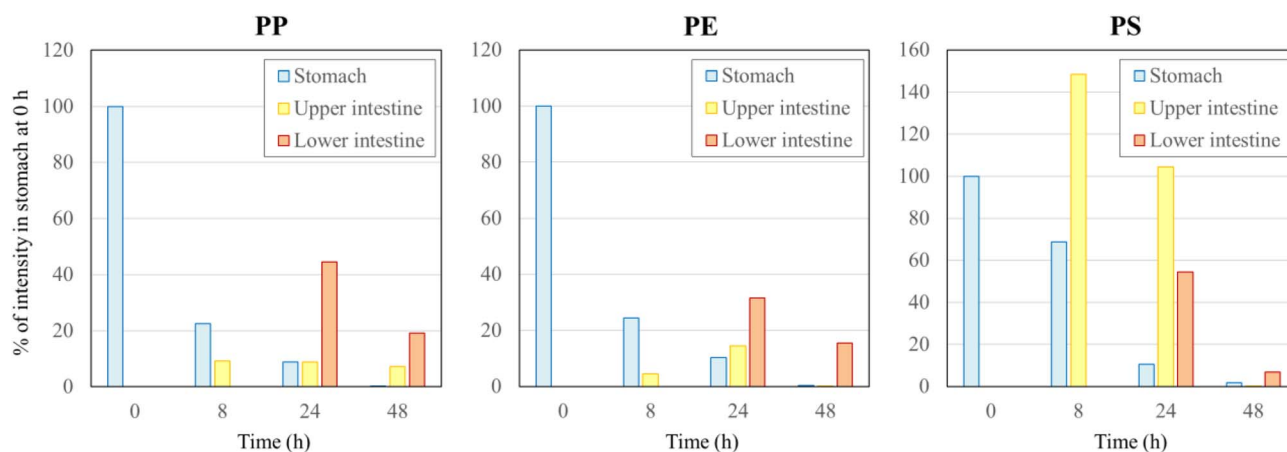 PP
% of intensity in stomach at 0 h
120
100
80
60
40
20
0
Stomach
Upper intestine
Lower intestine
0 8 24 48
Time (h)
PE
120
100
80
60
40
20
0
Stomach
Upper intestine
Lower intestine
0 8 24 48
Time (h)
PS
160
140
120
100
80
60
40
20
0
Stomach
Upper intestine
Lower intestine
0 8 24 48
Time (h)